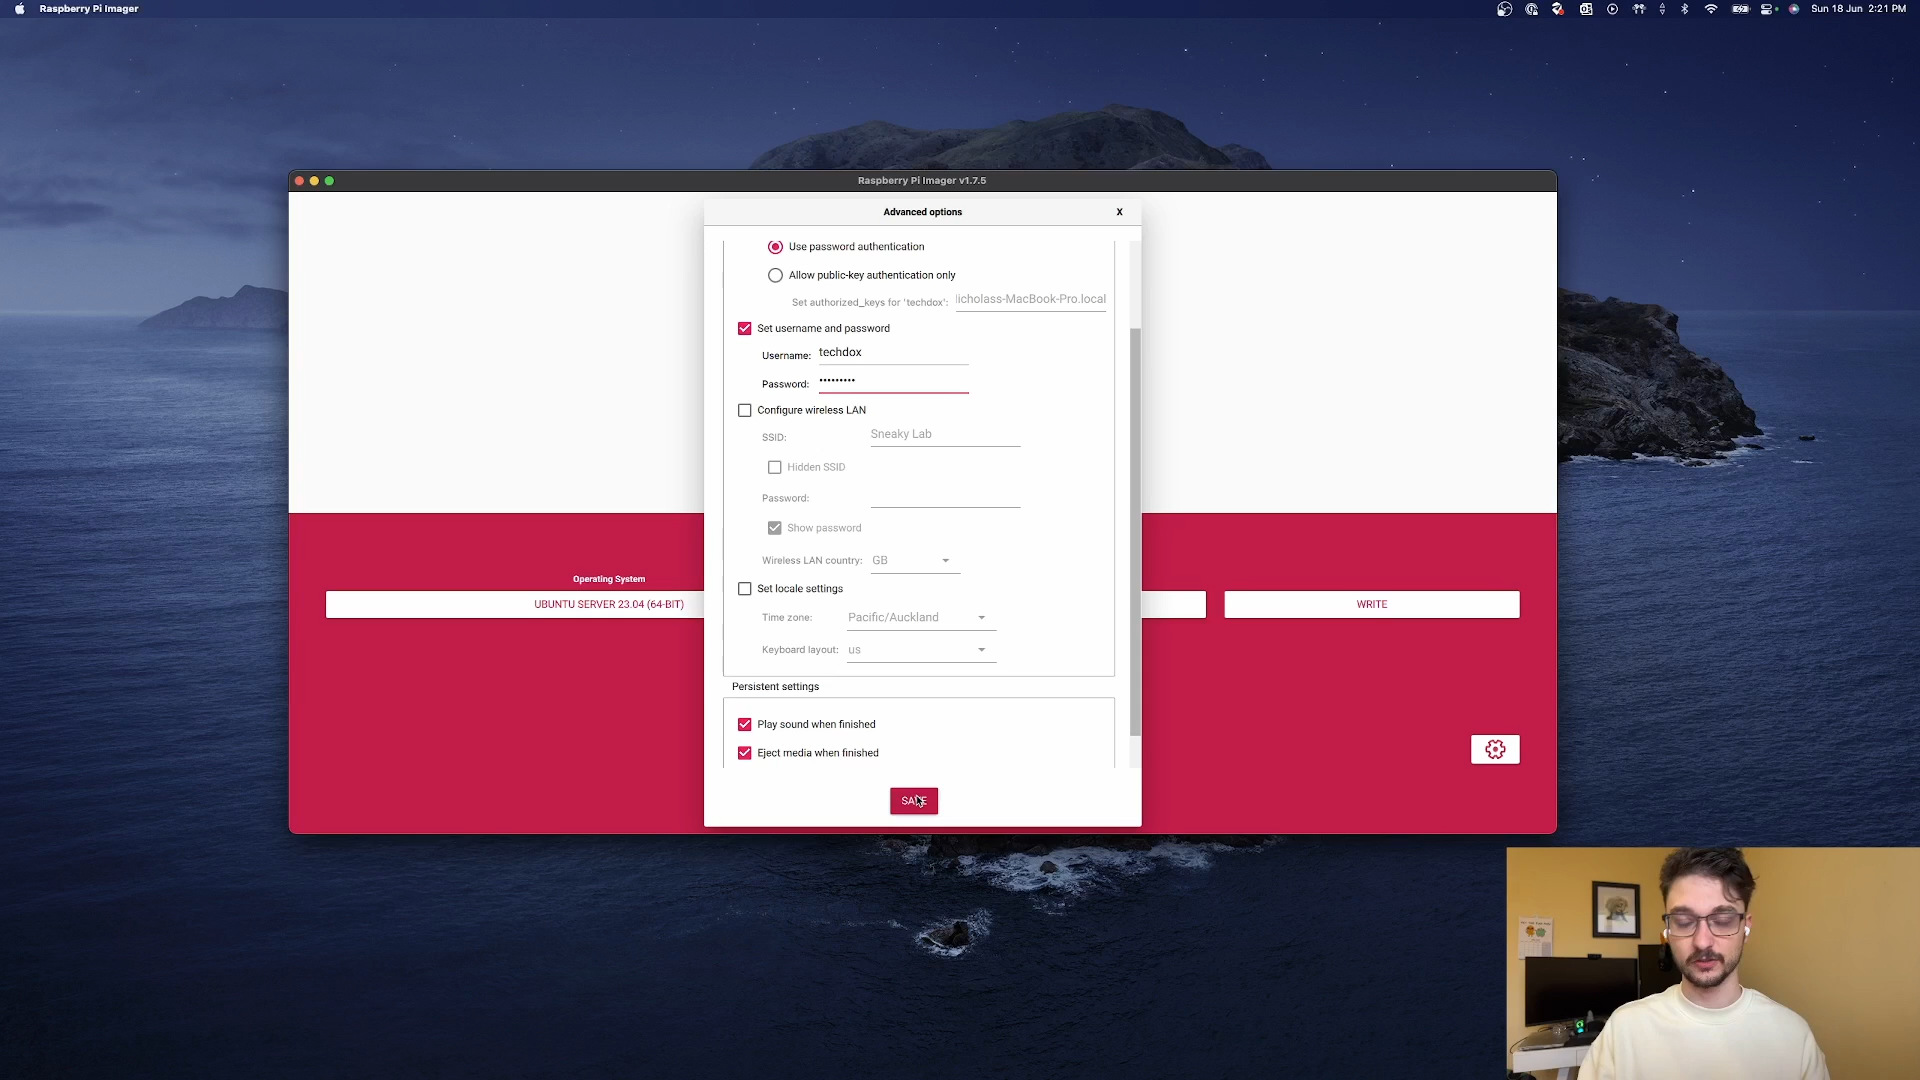 Raspberry Pi Imager
Sun 18 Jun 2:21 PM
Raspberry Pi Imager v1.7.5
Advanced options
X
Use password authentication
Allow public-key authentication only
Set authorized_keys for 'techdox': icholass-MacBook-Pro.local
Set username and password
Username: techdox
Password: •••••••••
Configure wireless LAN
SSID: Sneaky Lab
Hidden SSID
Password:
Show password
Wireless LAN country: GB
Set locale settings
Time zone: Pacific/Auckland
Keyboard layout: us
Persistent settings
Play sound when finished
Eject media when finished
SAVE
Operating System
UBUNTU SERVER 23.04 (64-BIT)
WRITE